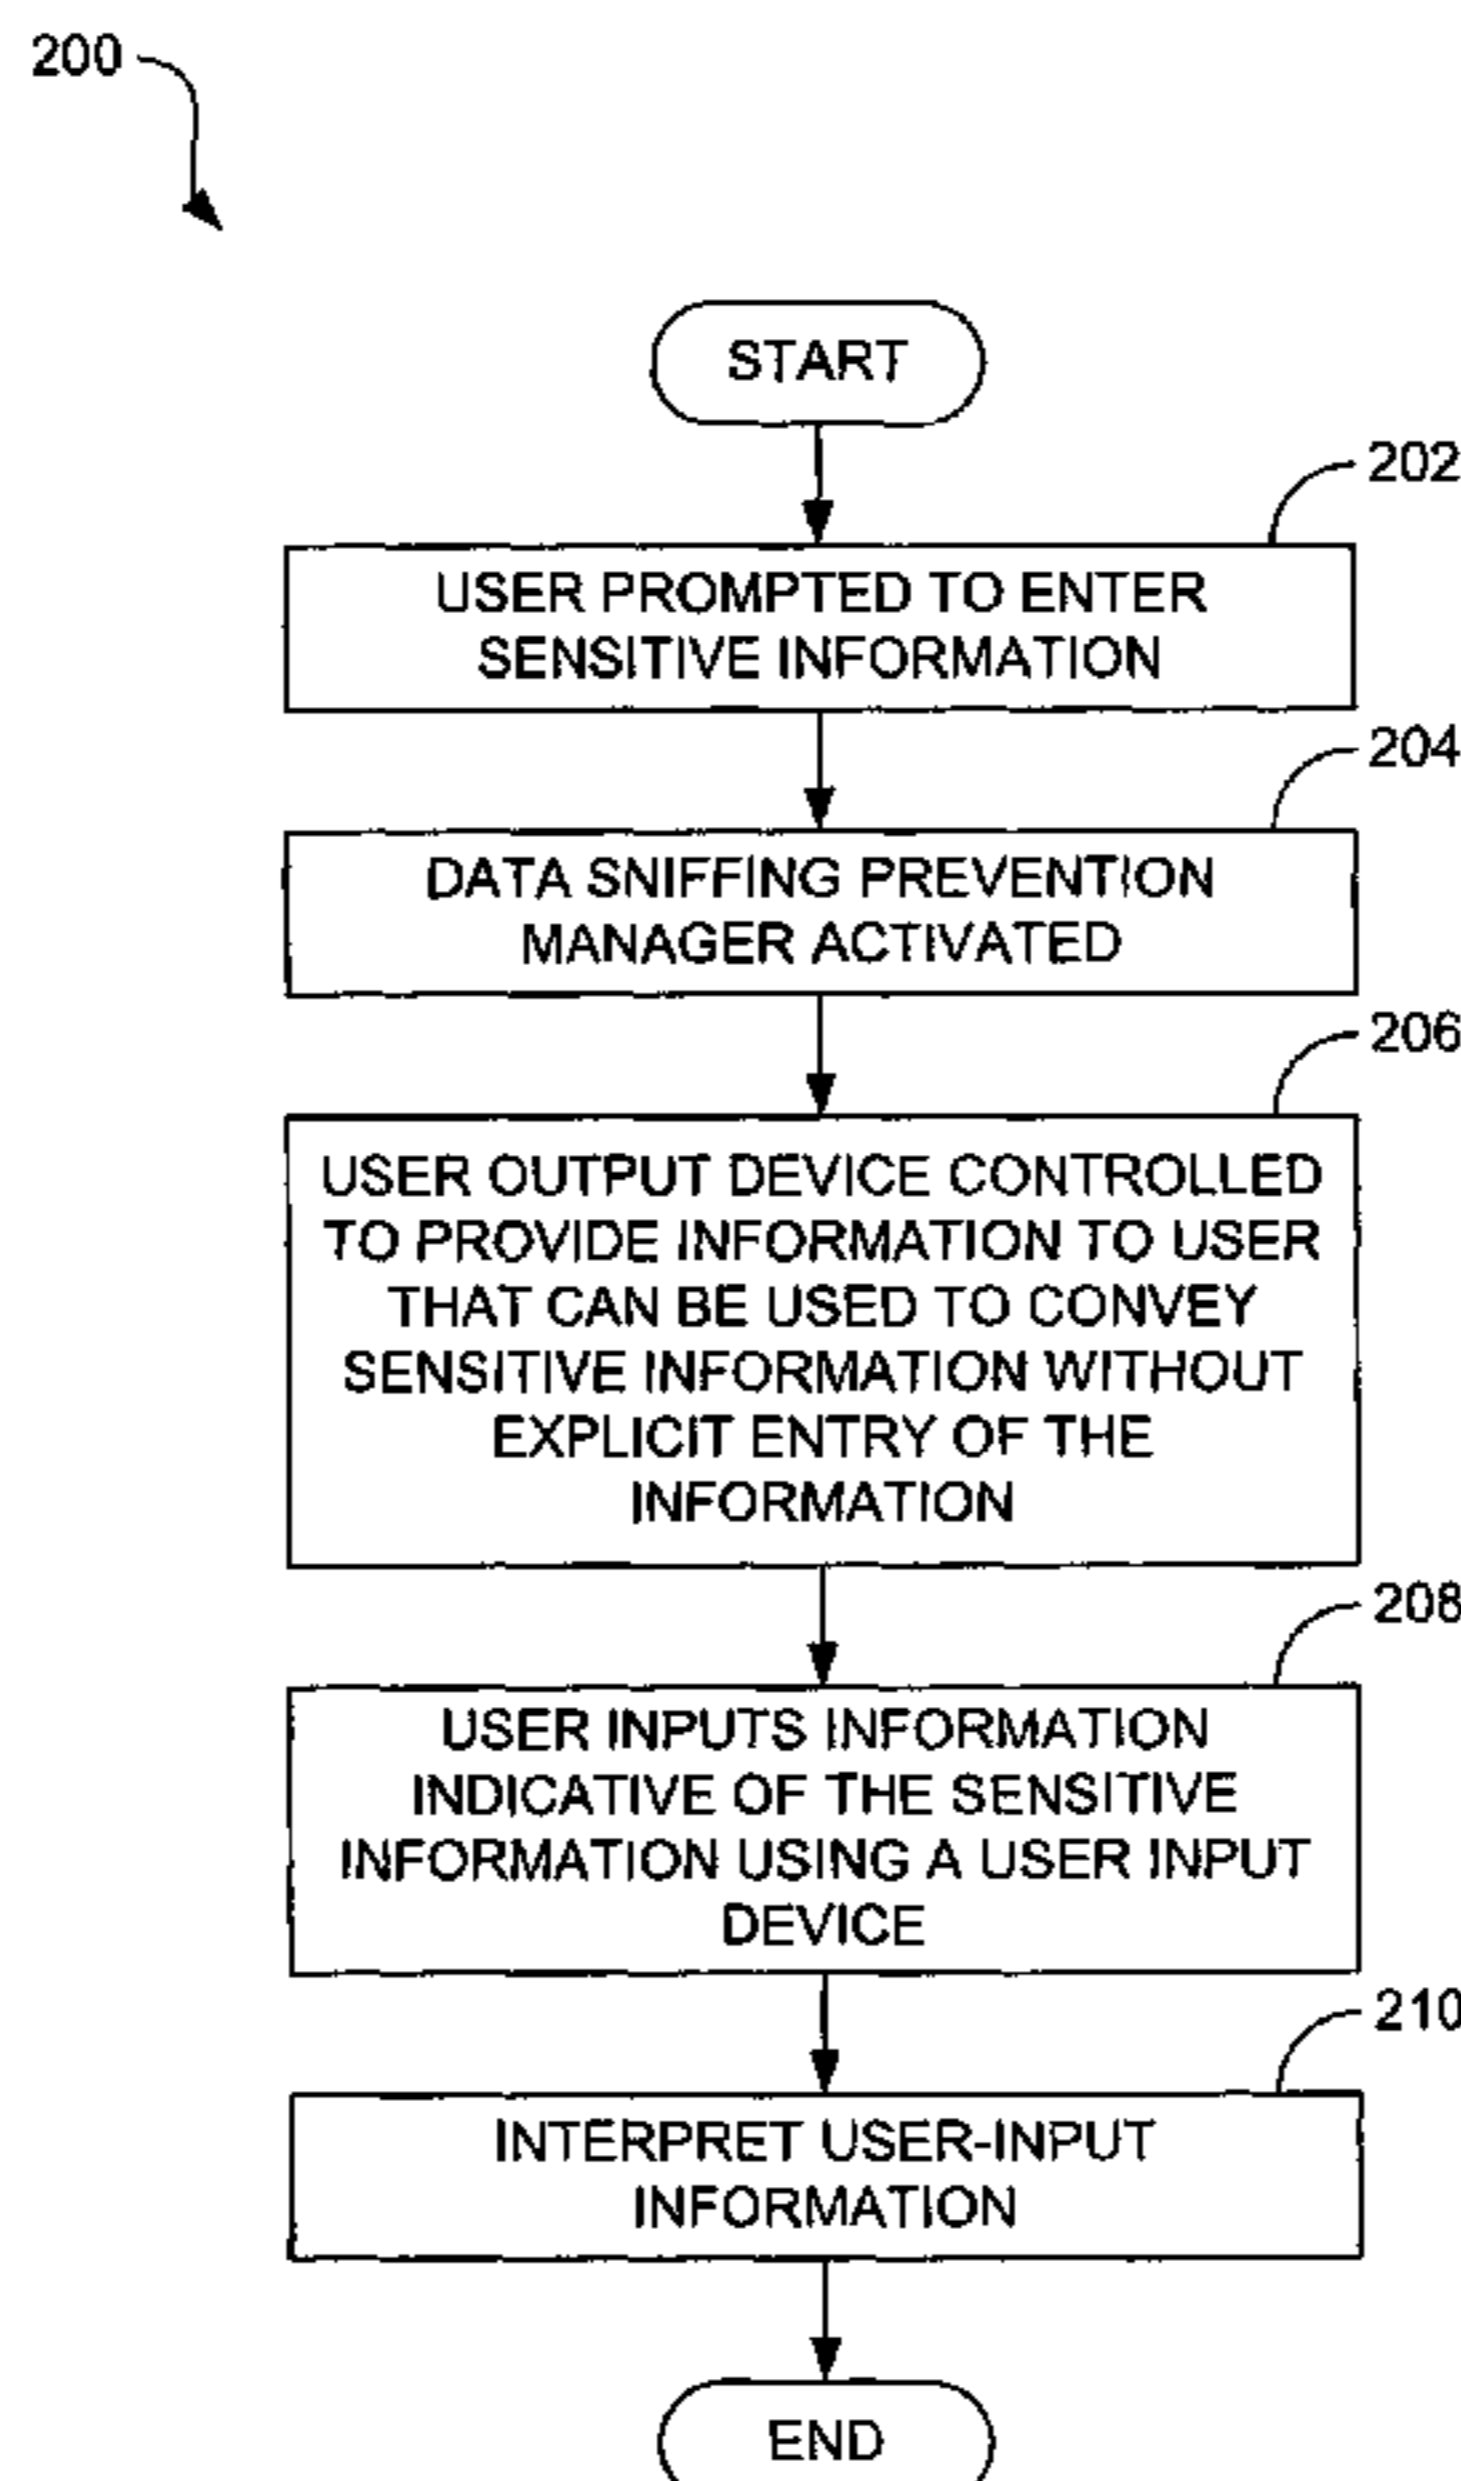 200
START
202
USER PROMPTED TO ENTER
SENSITIVE INFORMATION
204
DATA SNIFFING PREVENTION
MANAGER ACTIVATED
206
USER OUTPUT DEVICE CONTROLLED
TO PROVIDE INFORMATION TO USER
THAT CAN BE USED TO CONVEY
SENSITIVE INFORMATION WITHOUT
EXPLICIT ENTRY OF THE
INFORMATION
208
USER INPUTS INFORMATION
INDICATIVE OF THE SENSITIVE
INFORMATION USING A USER INPUT
DEVICE
210
INTERPRET USER-INPUT
INFORMATION
END